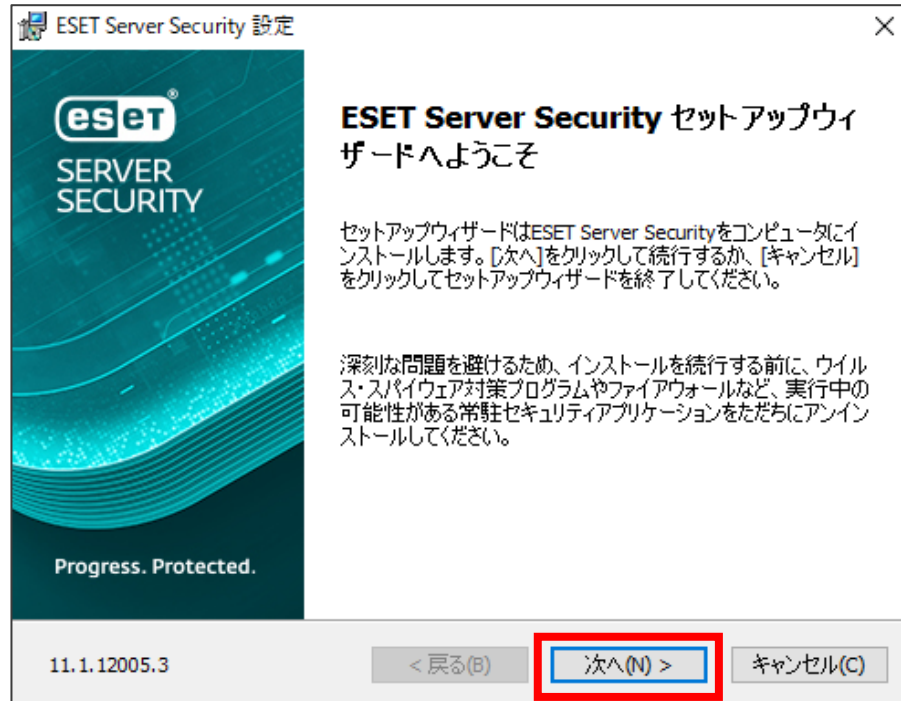 ESET Server Security 設定
eseT®
SERVER
SECURITY
Progress. Protected.
ESET Server Security セットアップウィ
ザードへようこそ
セットアップウィザードはESET Server Securityをコンピュータにイ
ンストールします。[次へ]をクリックして続行するか、[キャンセル]
をクリックしてセットアップウィザードを終了してください。
深刻な問題を避けるため、インストールを続行する前に、ウイル
ス・スパイウェア対策プログラムやファイアウォールなど、実行中の
可能性がある常駐セキュリティアプリケーションをただちにアンイン
ストールしてください。
11.1.12005.3
< 戻る(B)
次へ(N) >
キャンセル(C)